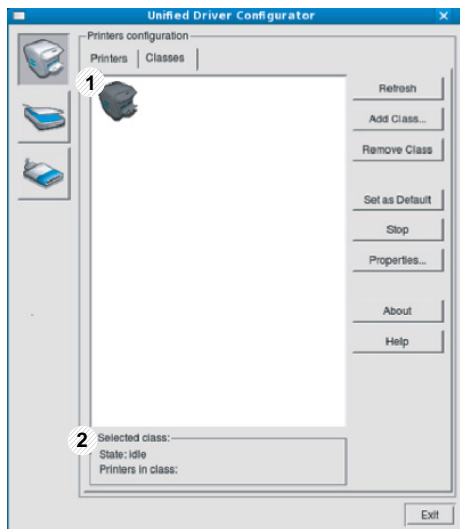 Unified Driver Configurator
Printers configuration
Printers Classes
1
Refresh
Add Class...
Remove Class
Set as Default
Stop
Properties...
About
Help
2
Selected class:
State: idle
Printers in class:
Exit